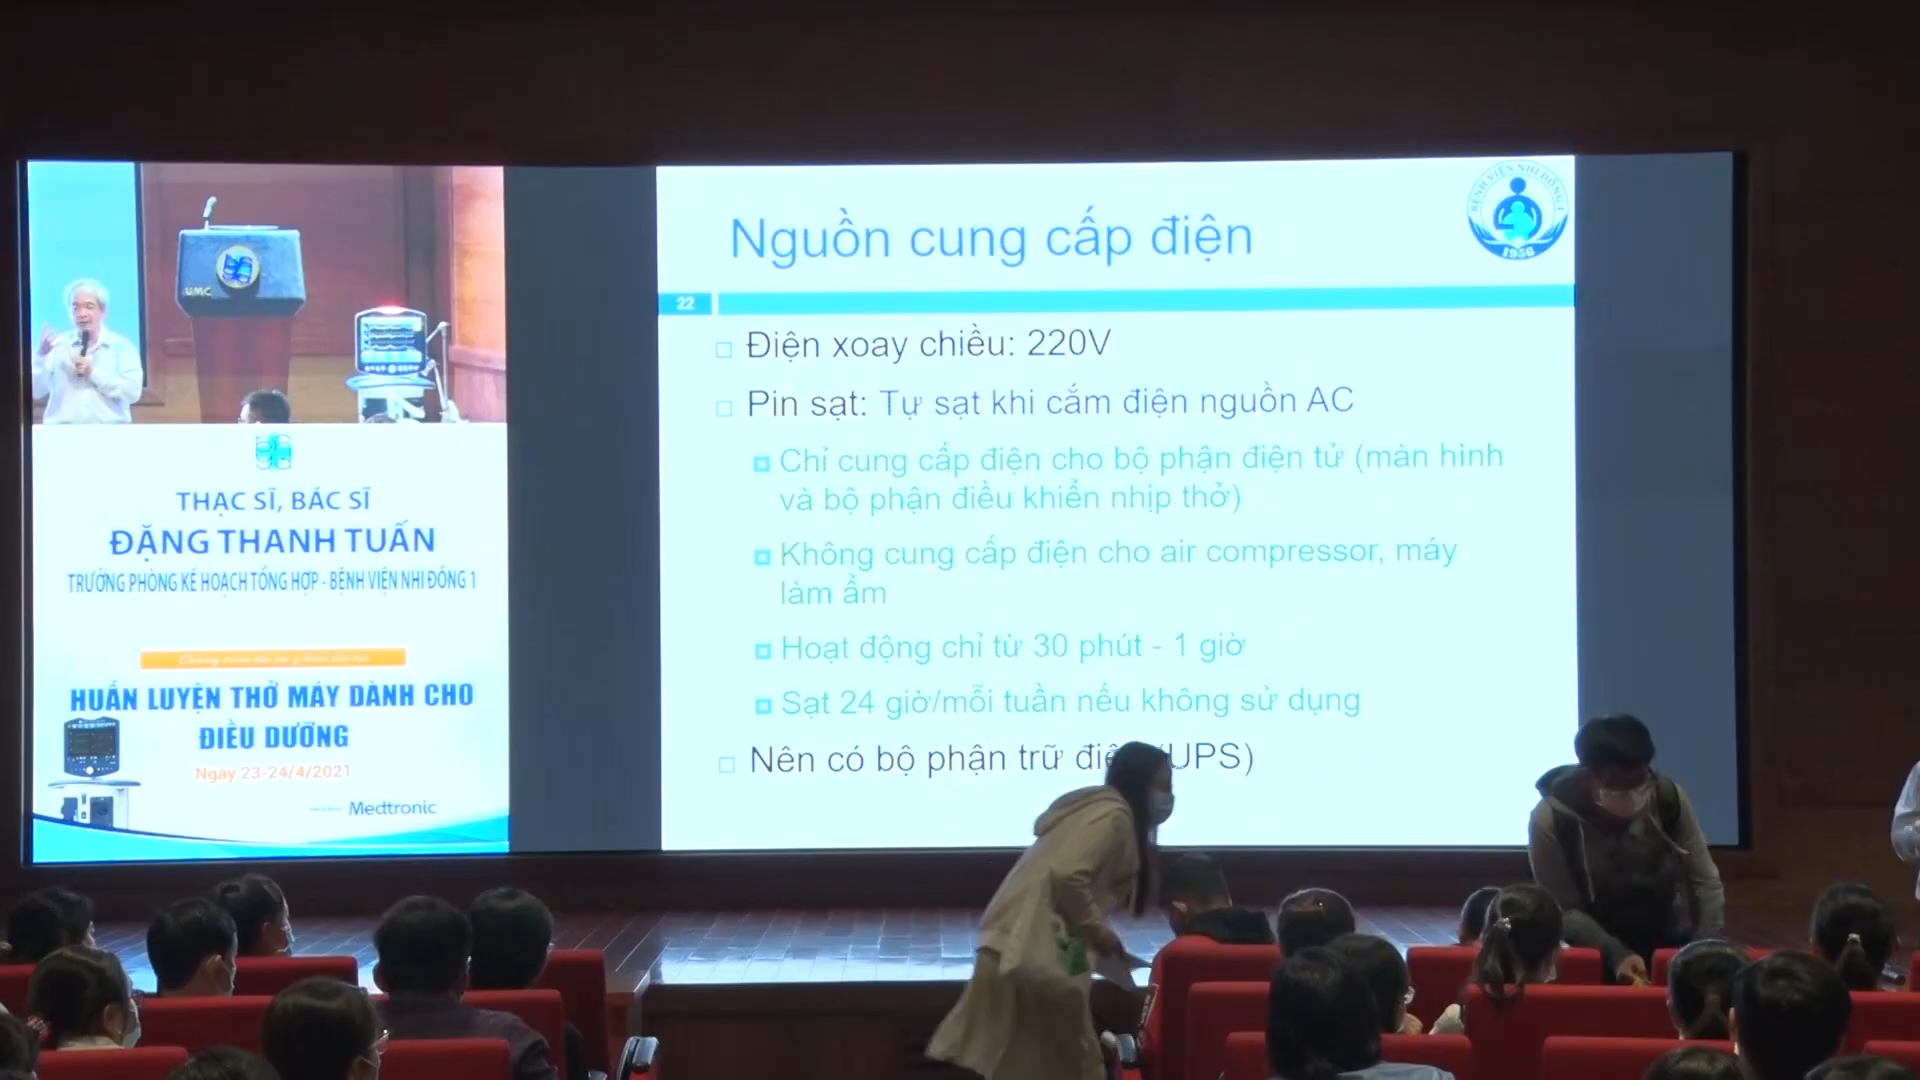 UMC
THẠC SĨ, BÁC SĨ
ĐẶNG THANH TUẤN
TRƯỞNG PHÒNG KẾ HOẠCH TỔNG HỢP - BỆNH VIỆN NHI ĐỒNG 1
HUẤN LUYỆN THỞ MÁY DÀNH CHO
ĐIỀU DƯỠNG
Ngày 23-24/4/2021
Medtronic
BỆNH VIỆN NHI ĐỒNG 1
1956
Nguồn cung cấp điện
22
Điện xoay chiều: 220V
Pin sạt: Tự sạt khi cắm điện nguồn AC
Chỉ cung cấp điện cho bộ phận điện tử (màn hình
và bộ phận điều khiển nhịp thở)
Không cung cấp điện cho air compressor, máy
làm ẩm
Hoạt động chỉ từ 30 phút - 1 giờ
Sạt 24 giờ/mỗi tuần nếu không sử dụng
Nên có bộ phận trữ điệ (UPS)